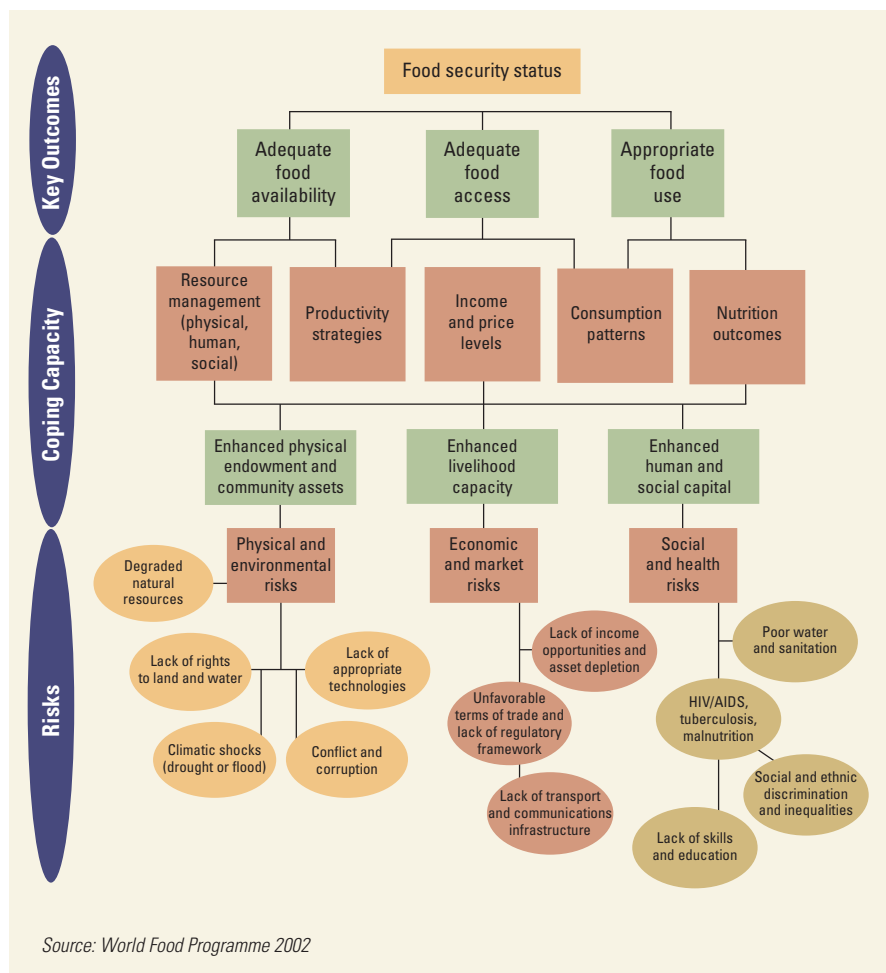 Key Outcomes
Food security status
Adequate
food
availability
Adequate
food
access
Appropriate
food
use
Coping Capacity
Resource
management
(physical,
human,
social)
Productivity
strategies
Income
and price
levels
Consumption
patterns
Nutrition
outcomes
Enhanced physical
endowment and
community assets
Enhanced
livelihood
capacity
Enhanced
human and
social capital
Risks
Physical and
environmental
risks
Economic
and market
risks
Social
and health
risks
Degraded
natural
resources
Lack of rights
to land and water
Lack of
appropriate
technologies
Climatic shocks
(drought or flood)
Conflict and
corruption
Lack of income
opportunities and
asset depletion
Unfavorable
terms of trade and
lack of regulatory
framework
Lack of transport
and communications
infrastructure
Poor water
and sanitation
HIV/AIDS,
tuberculosis,
malnutrition
Social and ethnic
discrimination
and inequalities
Lack of skills
and education
Source: World Food Programme 2002